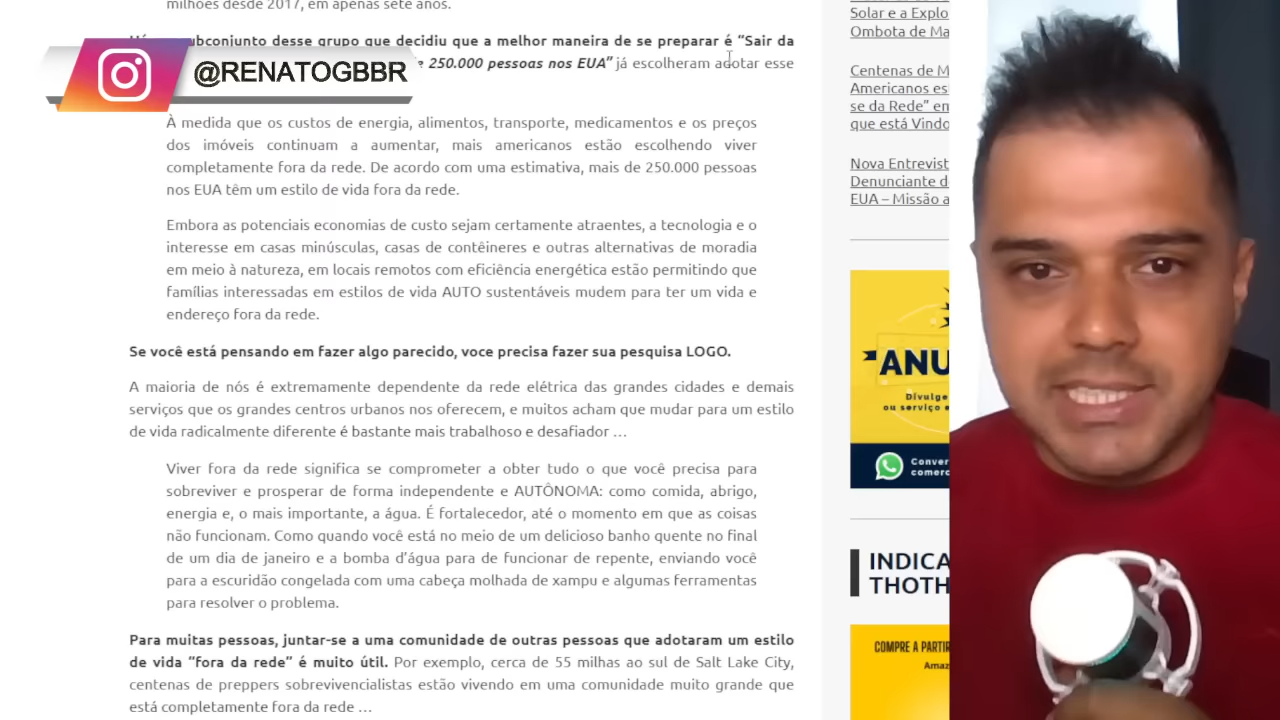 milhões desde 2017, em apenas sete anos.
subconjunto desse grupo que decidiu que a melhor maneira de se preparar é “Sair da
@RENATOGBBR
250.000 pessoas nos EUA” já escolheram adotar esse
À medida que os custos de energia, alimentos, transporte, medicamentos e os preços
dos imóveis continuam a aumentar, mais americanos estão escolhendo viver
completamente fora da rede. De acordo com uma estimativa, mais de 250.000 pessoas
nos EUA têm um estilo de vida fora da rede.
Embora as potenciais economias de custo sejam certamente atraentes, a tecnologia e o
interesse em casas minúsculas, casas de contêineres e outras alternativas de moradia
em meio à natureza, em locais remotos com eficiência energética estão permitindo que
famílias interessadas em estilos de vida AUTO sustentáveis mudem para ter um vida e
endereço fora da rede.
Se você está pensando em fazer algo parecido, voce precisa fazer sua pesquisa LOGO.
A maioria de nós é extremamente dependente da rede elétrica das grandes cidades e demais
serviços que os grandes centros urbanos nos oferecem, e muitos acham que mudar para um estilo
de vida radicalmente diferente é bastante mais trabalhoso e desafiador …
Viver fora da rede significa se comprometer a obter tudo o que você precisa para
sobreviver e prosperar de forma independente e AUTÔNOMA: como comida, abrigo,
energia e, o mais importante, a água. É fortalecedor, até o momento em que as coisas
não funcionam. Como quando você está no meio de um delicioso banho quente no final
de um dia de janeiro e a bomba d’água para de funcionar de repente, enviando você
para a escuridão congelada com uma cabeça molhada de xampu e algumas ferramentas
para resolver o problema.
Para muitas pessoas, juntar-se a uma comunidade de outras pessoas que adotaram um estilo
de vida “fora da rede” é muito útil. Por exemplo, cerca de 55 milhas ao sul de Salt Lake City,
centenas de preppers sobrevivencialistas estão vivendo em uma comunidade muito grande que
está completamente fora da rede …
Solar e a Explo
Ombota de Ma
Centenas de M
Americanos es
se da Rede” em
que está Vindo
Nova Entrevist
Denunciante d
EUA – Missão a
ANU
Divulge
ou serviço e
Conver
comerc
INDICA
THOTH
COMPRE A PARTIR
Amaz